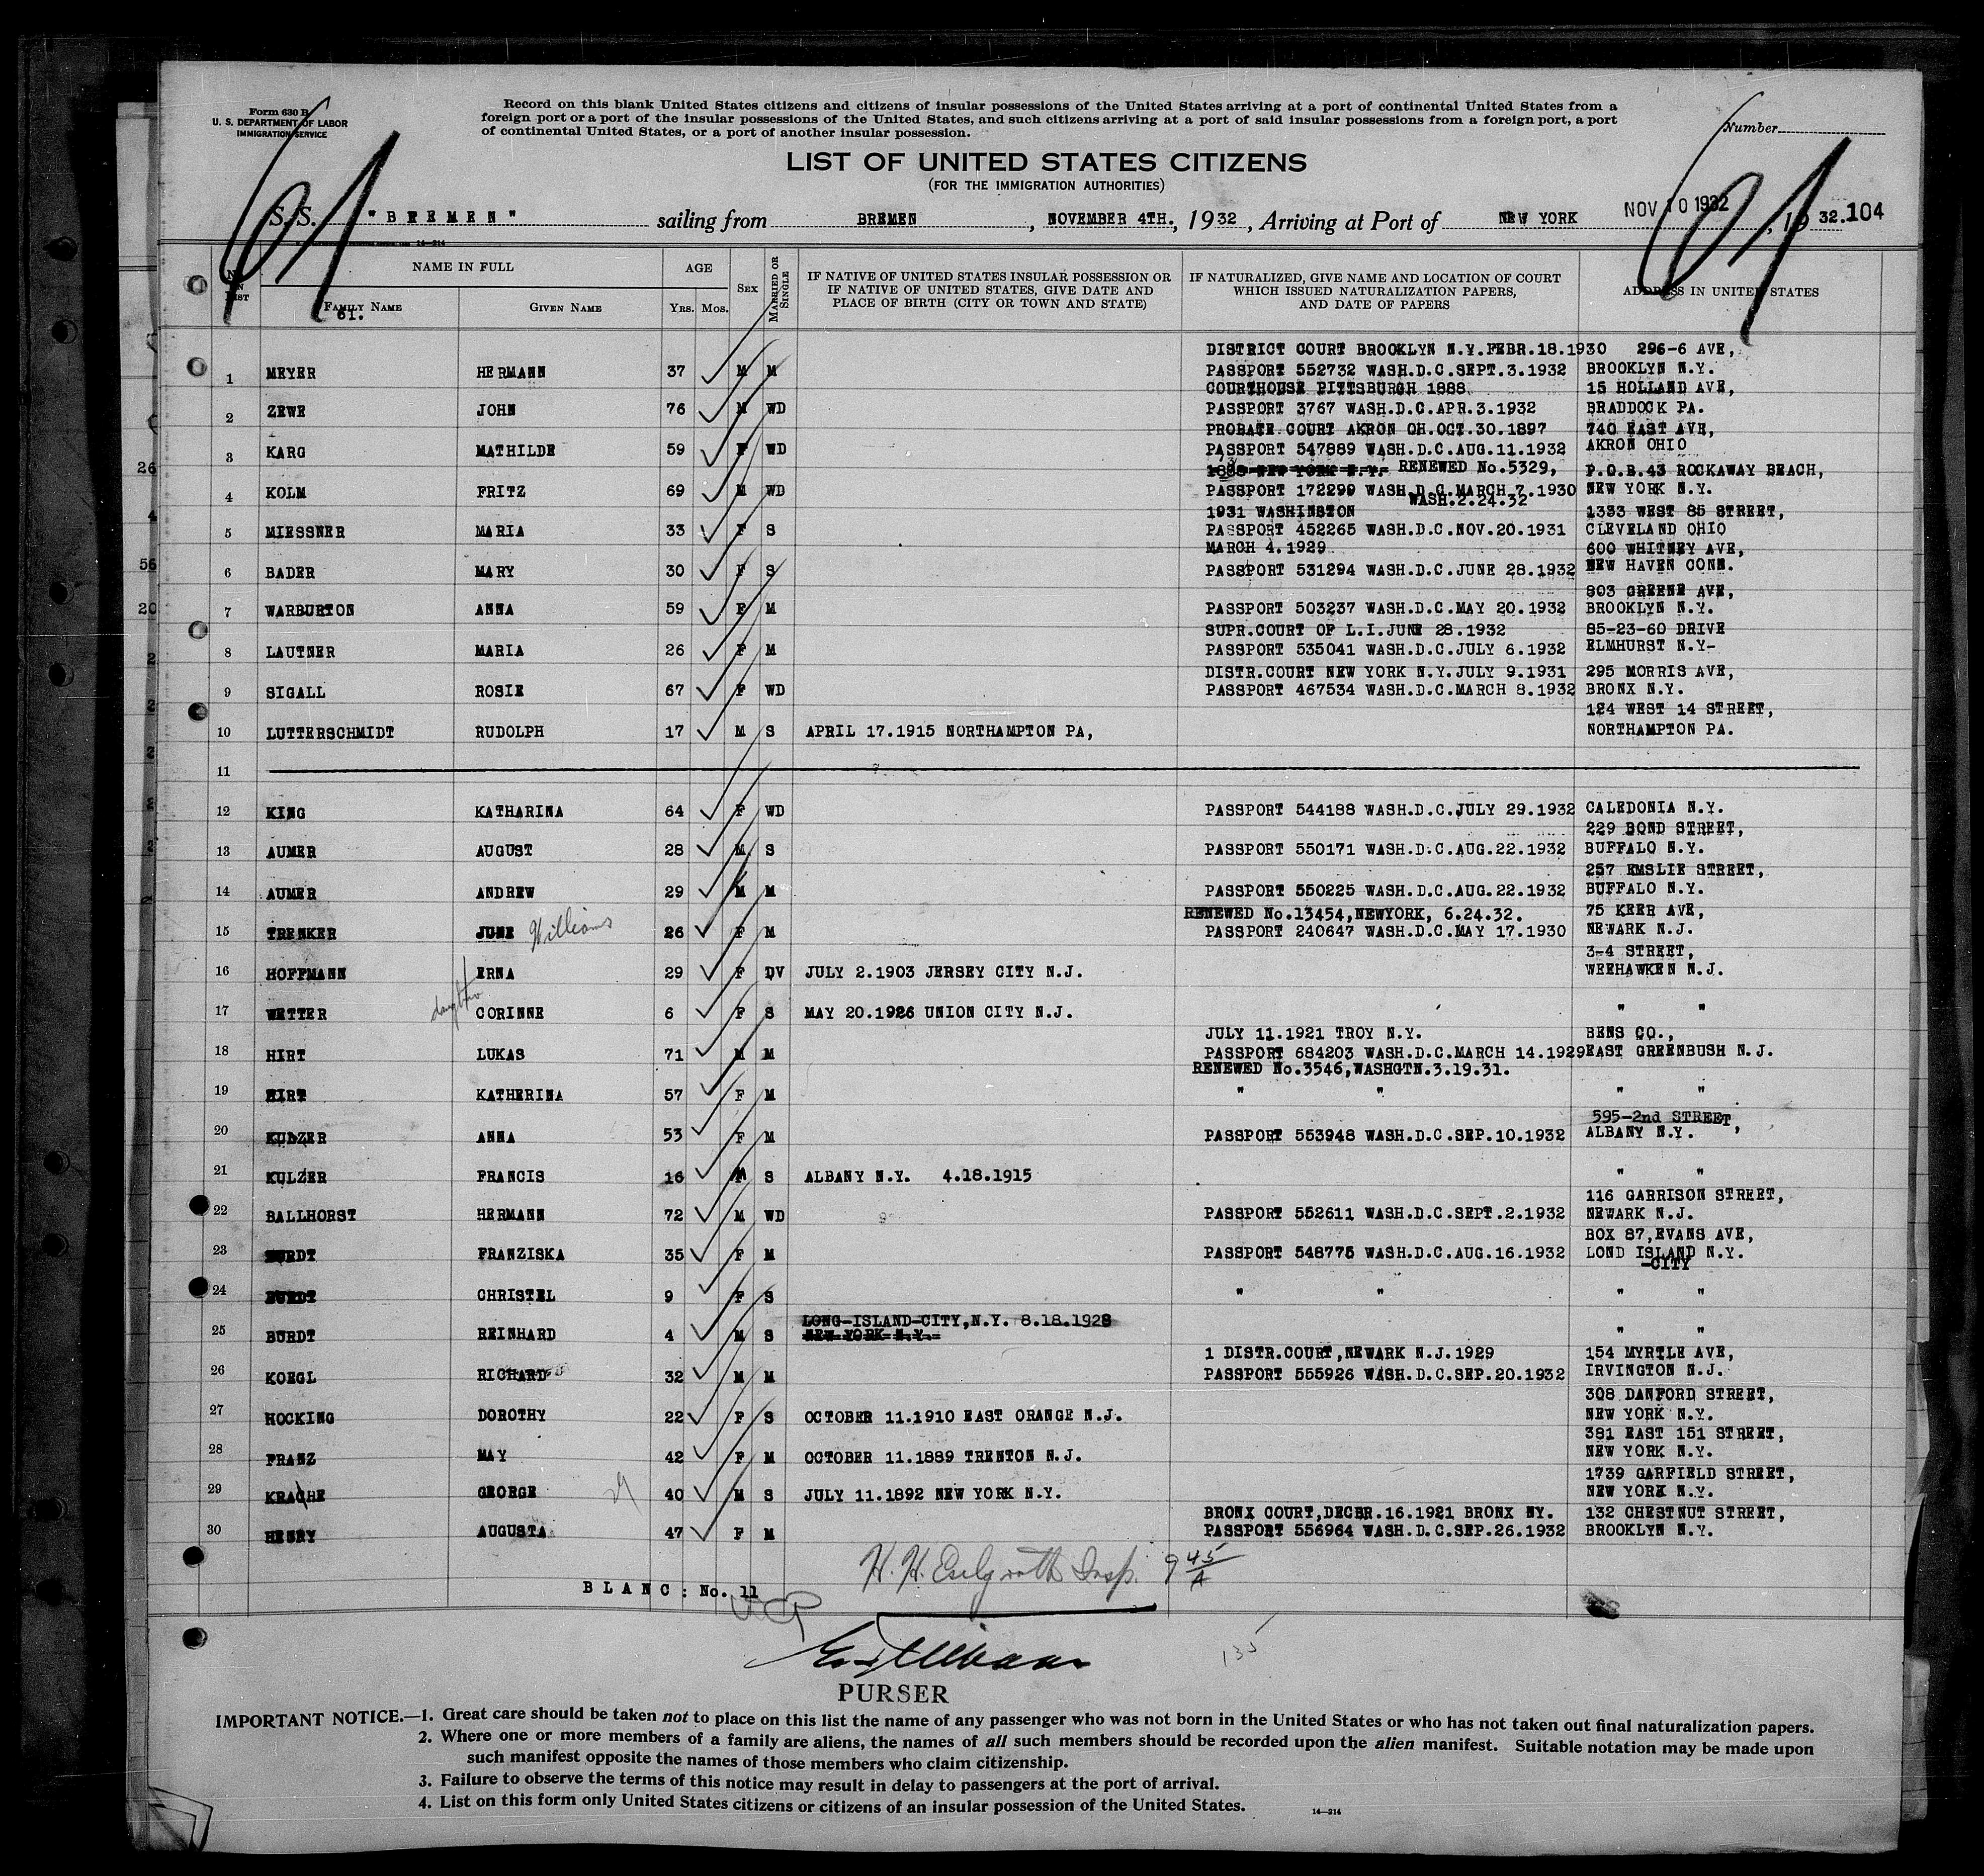 Form 630 B
U. S. DEPARTMENT OF LABOR
IMMIGRATION SERVICE
Record on this blank United States citizens and citizens of insular possessions of the United States arriving at a port of continental United States from a
foreign port or a port of the insular possessions of the United States, and such citizens arriving at a port of said insular possessions from a foreign port, a port
of continental United States, or a port of another insular possession.
Number
61
61
LIST OF UNITED STATES CITIZENS
(FOR THE IMMIGRATION AUTHORITIES)
S. S. "BREMEN" sailing from BREMEN, NOVEMBER 4TH., 1932, Arriving at Port of NEW YORK NOV 10 1932, 1932. 104
14—214
NAME IN FULL
AGE
SEX
MARRIED OR SINGLE
IF NATIVE OF UNITED STATES INSULAR POSSESSION OR
IF NATIVE OF UNITED STATES, GIVE DATE AND
PLACE OF BIRTH (CITY OR TOWN AND STATE)
IF NATURALIZED, GIVE NAME AND LOCATION OF COURT
WHICH ISSUED NATURALIZATION PAPERS,
AND DATE OF PAPERS
ADDRESS IN UNITED STATES
FAMILY NAME GIVEN NAME YRS. MOS.
61.
DISTRICT COURT BROOKLYN N.Y.FEBR.18.1930 296-6 AVE,
1 MEYER HERMANN 37 M M PASSPORT 552732 WASH.D.C.SEPT.3.1932 BROOKLYN N.Y.
COURTHOUSE PITTSBURGH 1888 15 HOLLAND AVE,
2 ZEWE JOHN 76 M WD PASSPORT 3767 WASH.D.C.APR.3.1932 BRADDOCK PA.
PROBATE COURT AKRON OH.OCT.30.1897 740 EAST AVE,
3 KARG MATHILDE 59 F WD PASSPORT 547889 WASH.D.C.AUG.11.1932 AKRON OHIO
NEW YORK N.Y. RENEWED No.5329, P.O.B.43 ROCKAWAY BEACH,
4 KOLM FRITZ 69 M WD PASSPORT 172299 WASH.D.C.MARCH 7.1930 NEW YORK N.Y.
WASH.2.24.32
1931 WASHINGTON 1333 WEST 85 STREET,
5 MIESSNER MARIA 33 F S PASSPORT 452265 WASH.D.C.NOV.20.1931 CLEVELAND OHIO
MARCH 4.1929 600 WHITNEY AVE,
6 BADER MARY 30 F S PASSPORT 531294 WASH.D.C.JUNE 28.1932 NEW HAVEN CONN.
803 GREENE AVE,
7 WARBURTON ANNA 59 F M PASSPORT 503237 WASH.D.C.MAY 20.1932 BROOKLYN N.Y.
SUPR.COURT OF L.I.JUNE 28.1932 85-23-60 DRIVE
8 LAUTNER MARIA 26 F M PASSPORT 535041 WASH.D.C.JULY 6.1932 ELMHURST N.Y-
DISTR.COURT NEW YORK N.Y.JULY 9.1931 295 MORRIS AVE,
9 SIGALL ROSIE 67 F WD PASSPORT 467534 WASH.D.C.MARCH 8.1932 BRONX N.Y.
124 WEST 14 STREET,
10 LUTTERSCHMIDT RUDOLPH 17 M S APRIL 17.1915 NORTHAMPTON PA, NORTHAMPTON PA.
11
12 KING KATHARINA 64 F WD PASSPORT 544188 WASH.D.C.JULY 29.1932 CALEDONIA N.Y.
229 BOND STREET,
13 AUMER AUGUST 28 M S PASSPORT 550171 WASH.D.C.AUG.22.1932 BUFFALO N.Y.
257 EMSLIE STREET,
14 AUMER ANDREW 29 M M PASSPORT 550225 WASH.D.C.AUG.22.1932 BUFFALO N.Y.
RENEWED No.13454,NEWYORK, 6.24.32. 75 KEER AVE,
15 TRENKER JUNE Williams 26 F M PASSPORT 240647 WASH.D.C.MAY 17.1930 NEWARK N.J.
3-4 STREET,
16 HOFFMANN ERNA 29 F DV JULY 2.1903 JERSEY CITY N.J. WEEHAWKEN N.J.
17 WETTER daughter CORINNE 6 F S MAY 20.1926 UNION CITY N.J. " "
JULY 11.1921 TROY N.Y. BENS CO.,
18 HIRT LUKAS 71 M M PASSPORT 684203 WASH.D.C.MARCH 14.1929 EAST GREENBUSH N.J.
RENEWED No.3546,WASHGTN.3.19.31.
19 HIRT KATHERINA 57 F M " " " "
595-2nd STREET,
20 KULZER ANNA 53 F M PASSPORT 553948 WASH.D.C.SEP.10.1932 ALBANY N.Y.
21 KULZER FRANCIS 16 M S ALBANY N.Y. 4.18.1915 " "
116 GARRISON STREET,
22 BALLHORST HERMANN 72 M WD PASSPORT 552611 WASH.D.C.SEPT.2.1932 NEWARK N.J.
BOX 87,EVANS AVE,
23 BURDT FRANZISKA 35 F M PASSPORT 548775 WASH.D.C.AUG.16.1932 LOND ISLAND N.Y.
-CITY
24 BURDT CHRISTEL 9 F S " " " "
LONG-ISLAND-CITY,N.Y. 8.18.1928
25 BURDT REINHARD 4 M S NEW YORK N.Y. " "
1 DISTR.COURT,NEWARK N.J.1929 154 MYRTLE AVE,
26 KOEGL RICHARD 32 M M PASSPORT 555926 WASH.D.C.SEP.20.1932 IRVINGTON N.J.
308 DANFORD STREET,
27 HOCKING DOROTHY 22 F S OCTOBER 11.1910 EAST ORANGE N.J. NEW YORK N.Y.
381 EAST 151 STREET,
28 FRANZ MAY 42 F M OCTOBER 11.1889 TRENTON N.J. NEW YORK N.Y.
1739 GARFIELD STREET,
29 KRACHE GEORGE 40 M S JULY 11.1892 NEW YORK N.Y. NEW YORK N.Y.
BRONX COURT,DECBR.16.1921 BRONX NY. 132 CHESTNUT STREET,
30 HENRY AUGUSTA 47 F M PASSPORT 556964 WASH.D.C.SEP.26.1932 BROOKLYN N.Y.
BLANC: No. 11
135
PURSER
IMPORTANT NOTICE.—1. Great care should be taken not to place on this list the name of any passenger who was not born in the United States or who has not taken out final naturalization papers.
2. Where one or more members of a family are aliens, the names of all such members should be recorded upon the alien manifest. Suitable notation may be made upon
such manifest opposite the names of those members who claim citizenship.
3. Failure to observe the terms of this notice may result in delay to passengers at the port of arrival.
4. List on this form only United States citizens or citizens of an insular possession of the United States.
14—214